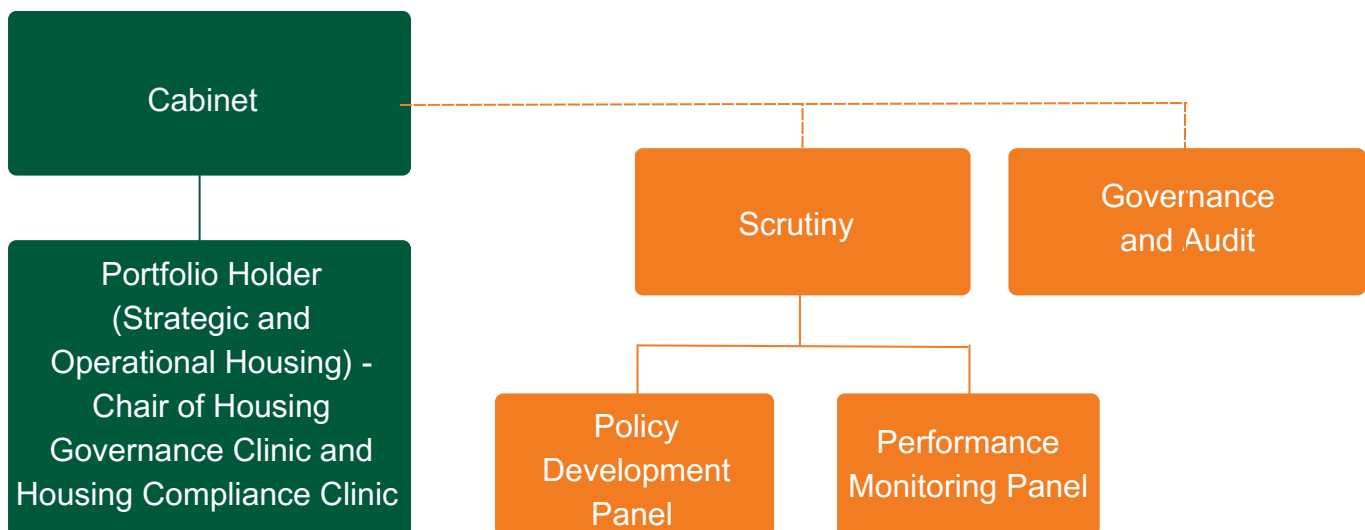 Cabinet
Scrutiny
Governance
and Audit
Portfolio Holder
(Strategic and
Operational Housing) -
Chair of Housing
Governance Clinic and
Housing Compliance Clinic
Policy
Development
Panel
Performance
Monitoring Panel